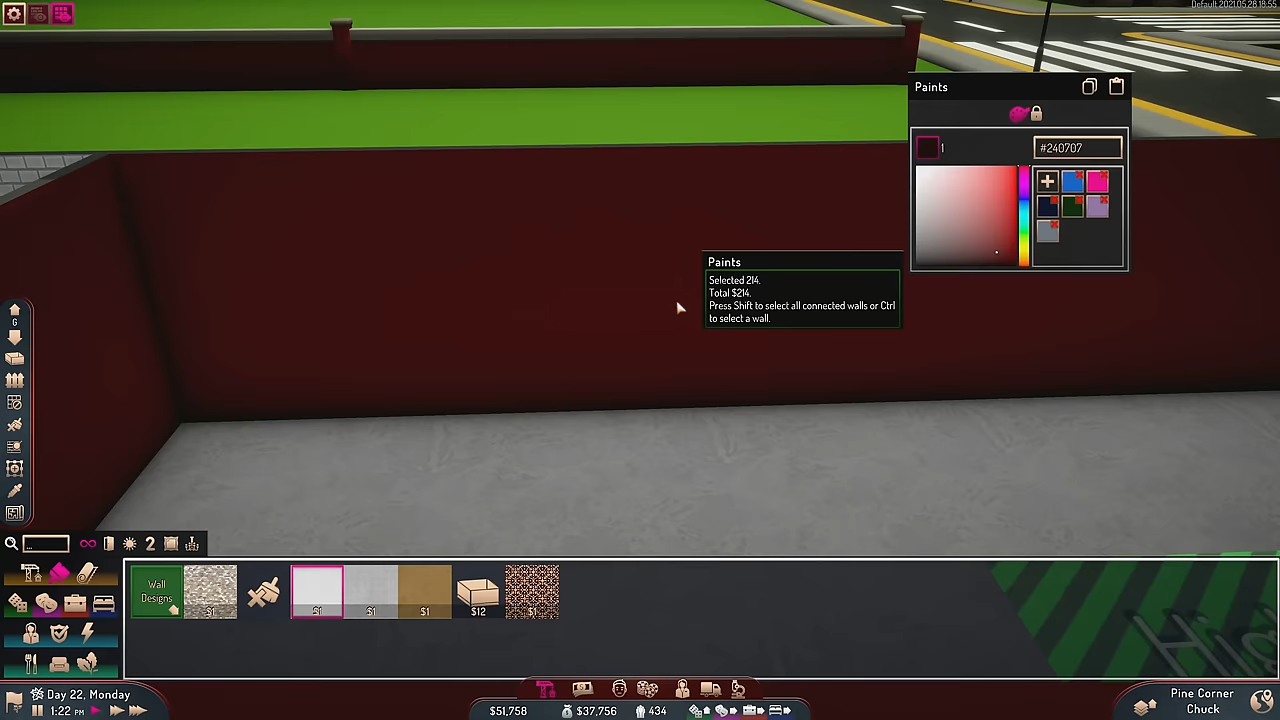 Default 2021.05.28 18:55
Paints
1
#240707
Paints
Selected 214.
Total $214.
Press Shift to select all connected walls or Ctrl
to select a wall.
G
...
2
Wall
Designs
$1
$1
$1
$1
$12
$1
Hig
Day 22, Monday
1:22 PM
$51,758
$37,756
434
Pine Corner
Chuck